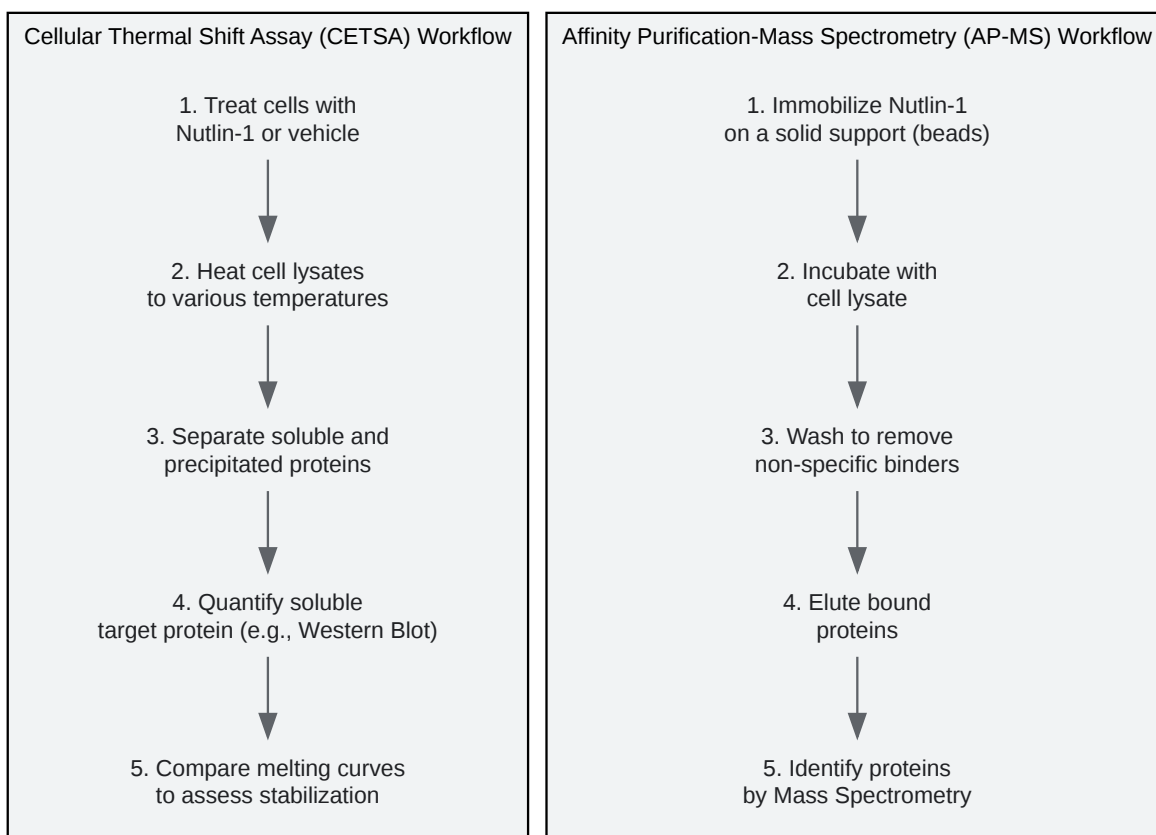 Cellular Thermal Shift Assay (CETSA) Workflow
1. Treat cells with
Nutlin-1 or vehicle
2. Heat cell lysates
to various temperatures
3. Separate soluble and
precipitated proteins
4. Quantify soluble
target protein (e.g., Western Blot)
5. Compare melting curves
to assess stabilization
Affinity Purification-Mass Spectrometry (AP-MS) Workflow
1. Immobilize Nutlin-1
on a solid support (beads)
2. Incubate with
cell lysate
3. Wash to remove
non-specific binders
4. Elute bound
proteins
5. Identify proteins
by Mass Spectrometry